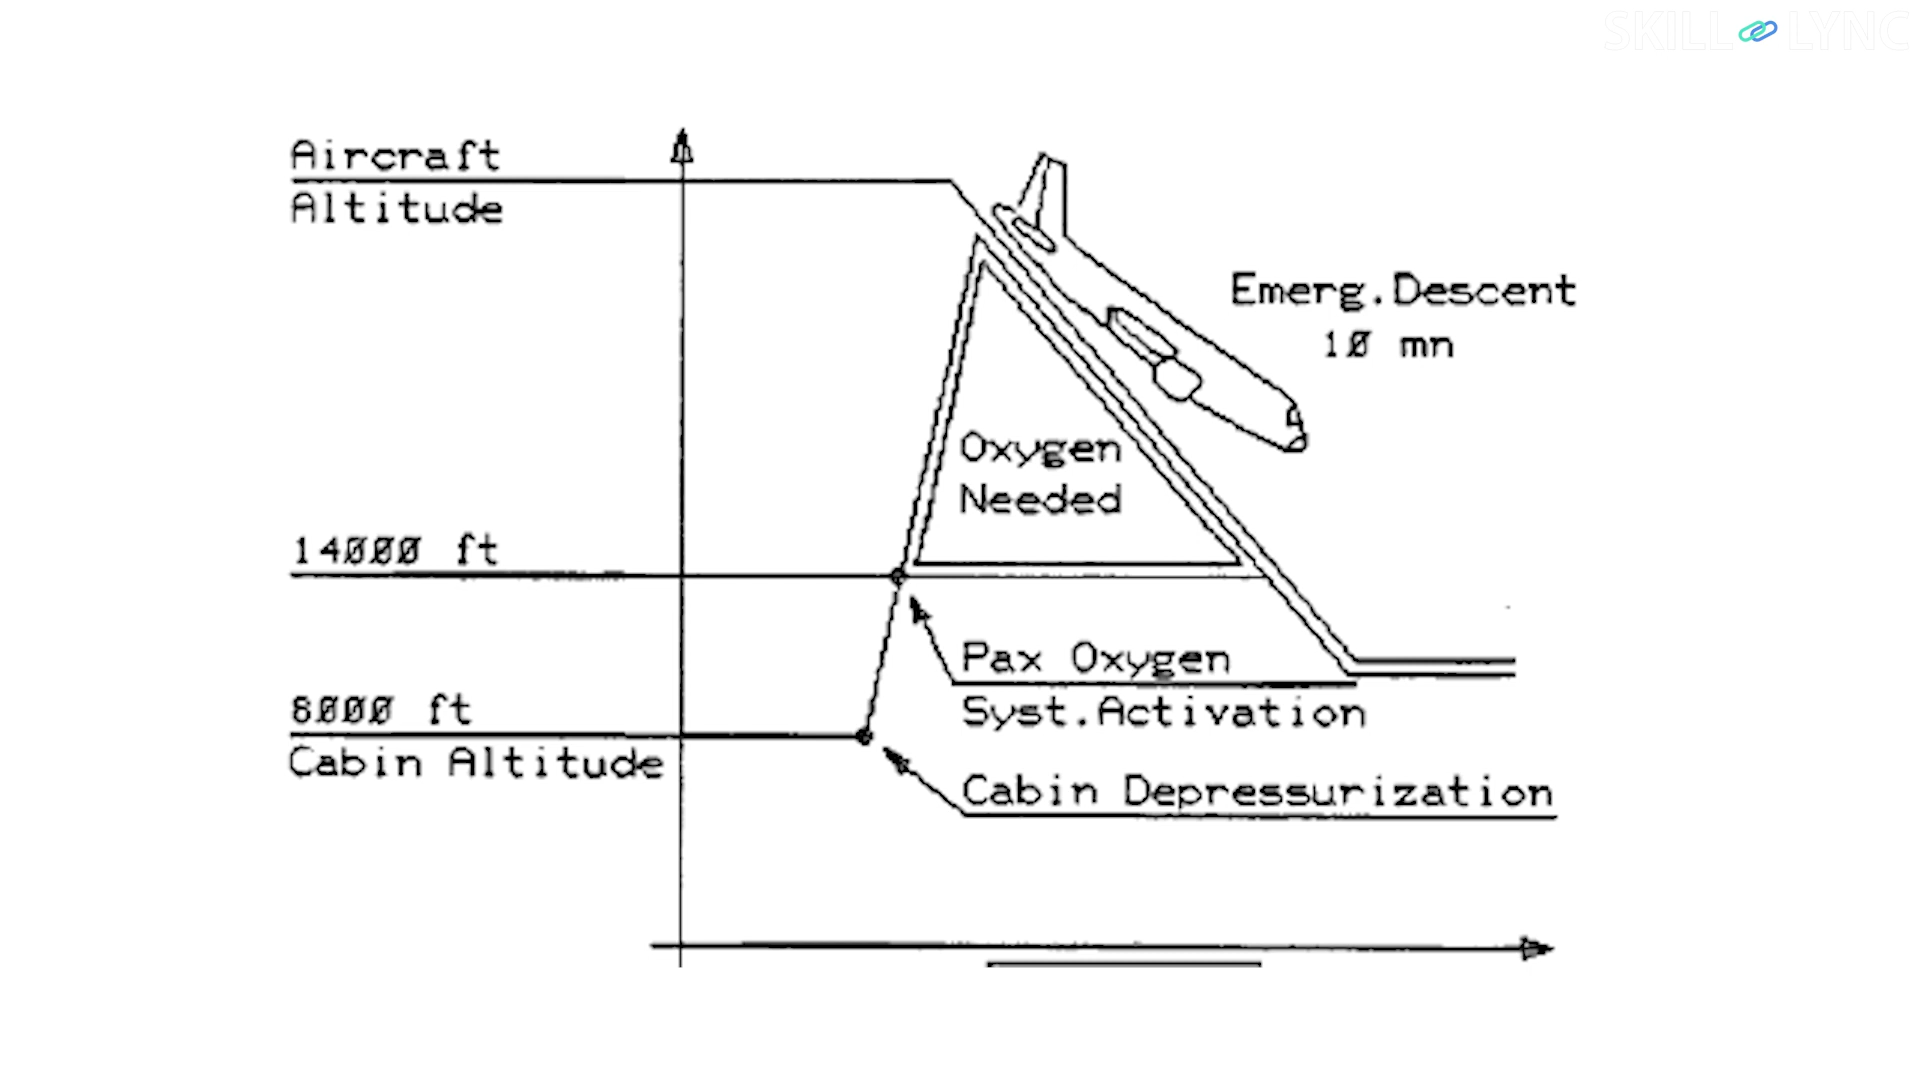 SKILL LYNC
Aircraft
Altitude
Emerg.Descent
10 mn
Oxygen
Needed
14000 ft
Pax Oxygen
Syst.Activation
8000 ft
Cabin Altitude
Cabin Depressurization